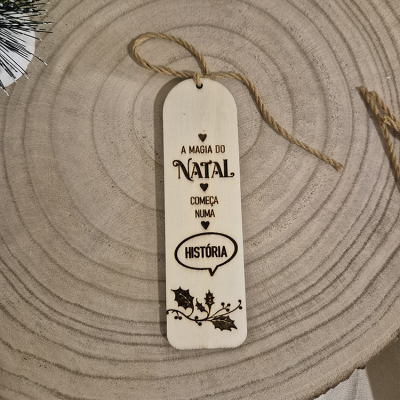 A MAGIA DO
NATAL
COMEÇA
NUMA
HISTÓRIA